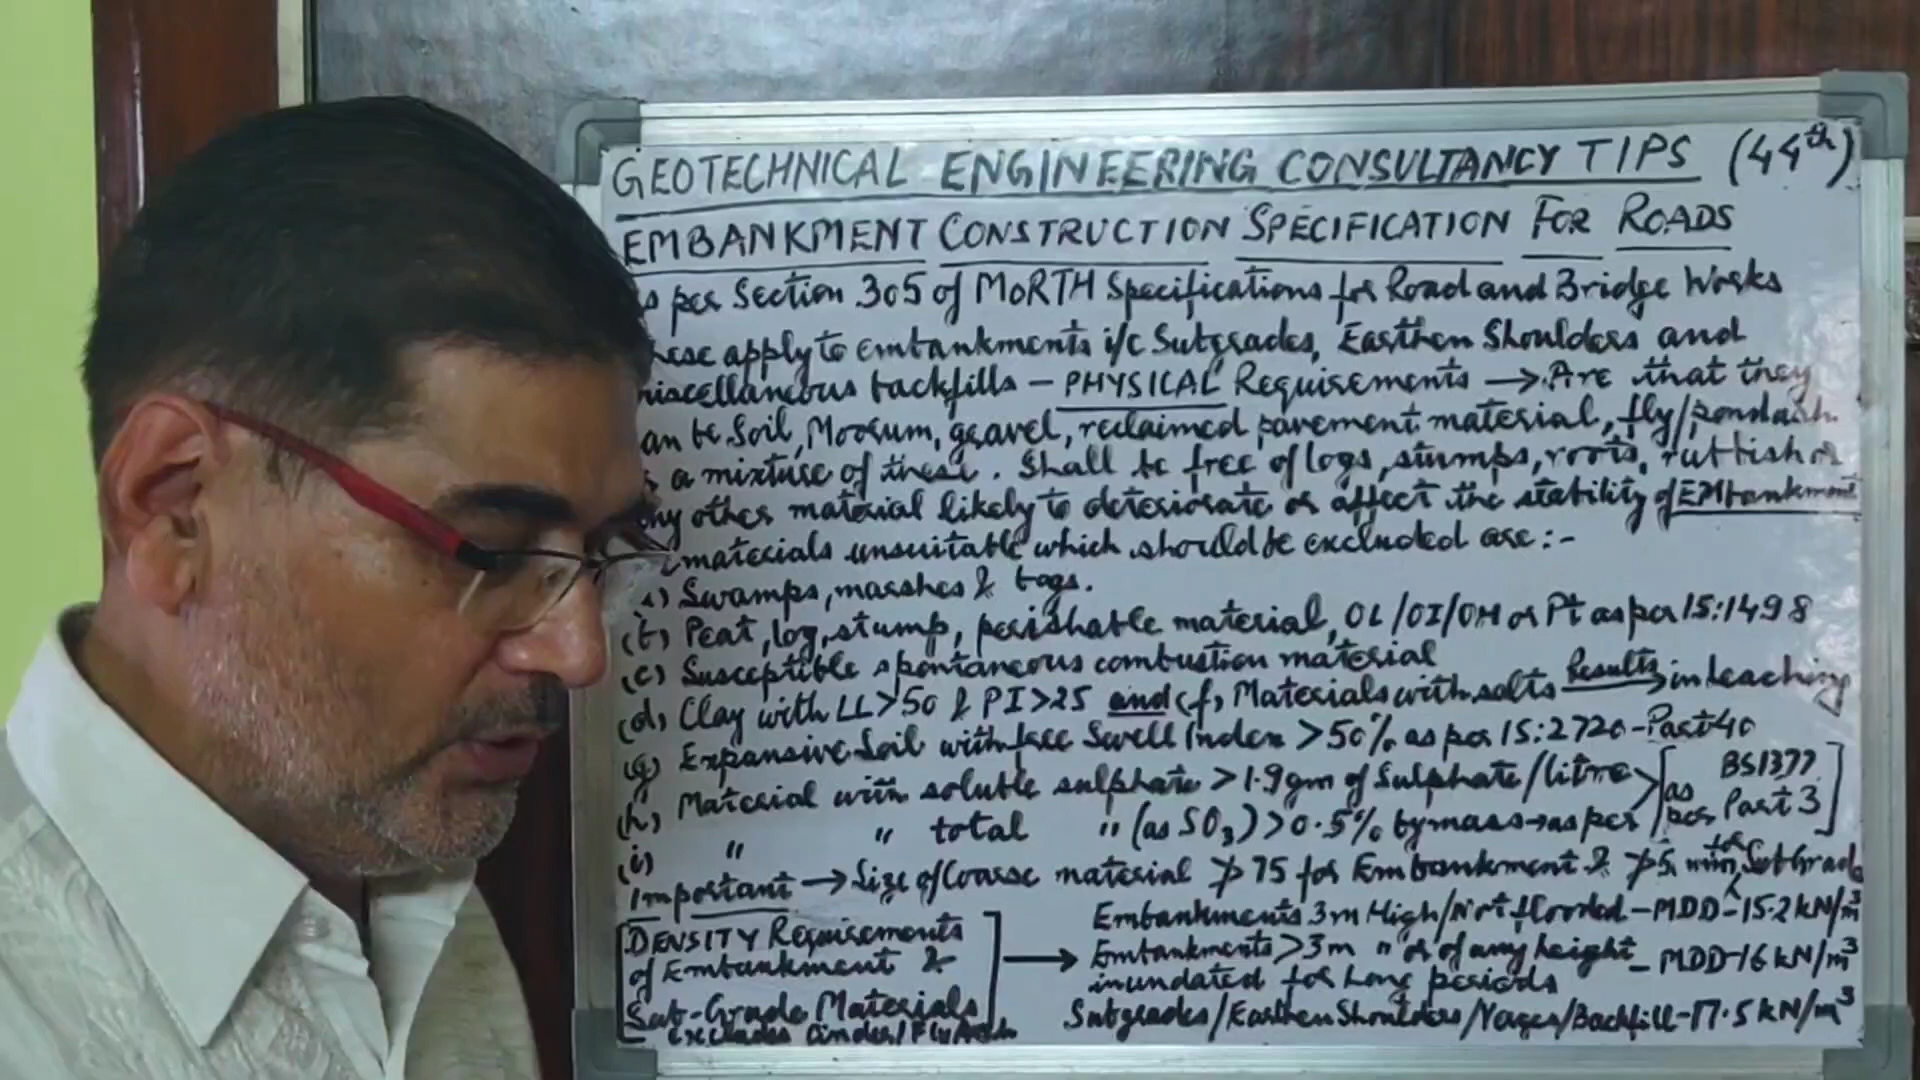 GEOTECHNICAL ENGINEERING CONSULTANCY TIPS (44th)
EMBANKMENT CONSTRUCTION SPECIFICATION FOR ROADS
per Section 305 of MoRTH Specifications for Road and Bridge Works
apply to embankments i/c Subgrades, Earthen Shoulders and
backfills - PHYSICAL Requirements → Are that they
be Soil, Moorum, gravel, reclaimed pavement material, fly/pondash
a mixture of these. Shall be free of logs, stumps, roots, rubbish or
other material likely to deteriorate or affect the stability of EMbankment
materials unsuitable which should be excluded are:-
Swamps, marshes & bogs.
(b) Peat, log, stump, perishable material, OL/OI/OH or Pt as per IS:1498
(c) Susceptible spontaneous combustion material
(d) Clay with LL>50 & PI>25 and (f) Materials with salts Results in leaching
(g) Expansive Soil with free Swell Index >50% as per IS:2720-Part 40
(h) Material with soluble sulphate >1.9gm of Sulphate/litre
(i) " " total " (as SO3) >0.5% by mass → as per
[as per BS1377 Part 3]
Important → Size of Coarse material ≯ 75 for Embankment & mm for SubGrade
DENSITY Requirements
of Embankment &
Sub-Grade Materials
→
Embankments 3m High/Not flooded - MDD - 15.2 kN/m³
Embankments >3m " or of any height
inundated for Long periods - MDD-16 kN/m³
Subgrades/Earthen Shoulders/Verges/Backfill-17.5 kN/m³